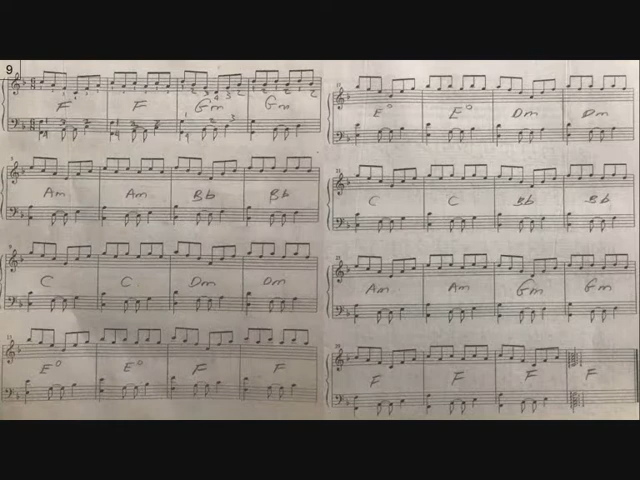 9
F F Gm Gm
Am Am Bb Bb
C C Dm Dm
E° E° F F
E° E° Dm Dm
C C Bb Bb
Am Am Gm Gm
F F F F